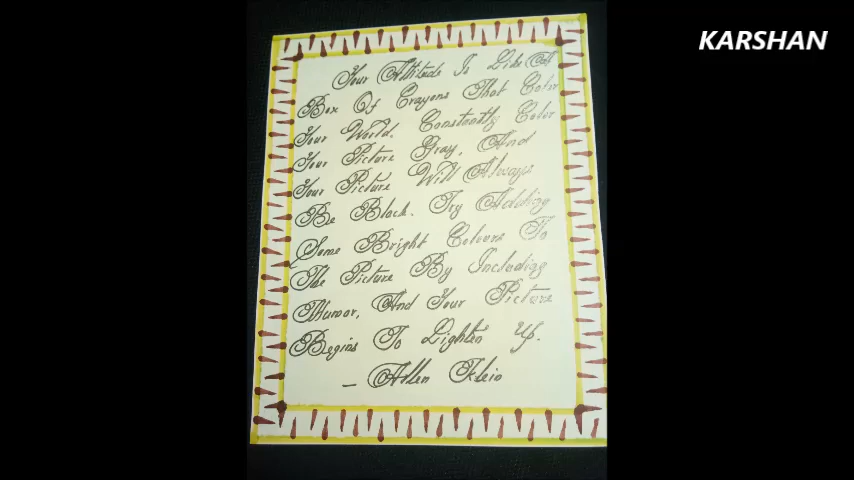 KARSHAN
Your Attitude Is Like A
Box Of Crayons That Color
Your World. Constantly Color
Your Picture Gray, And
Your Picture Will Always
Be Black. Try Adding
Some Bright Colours To
The Picture By Including
Humor, And Your Picture
Begins To Lighten Up.
– Allen Klein